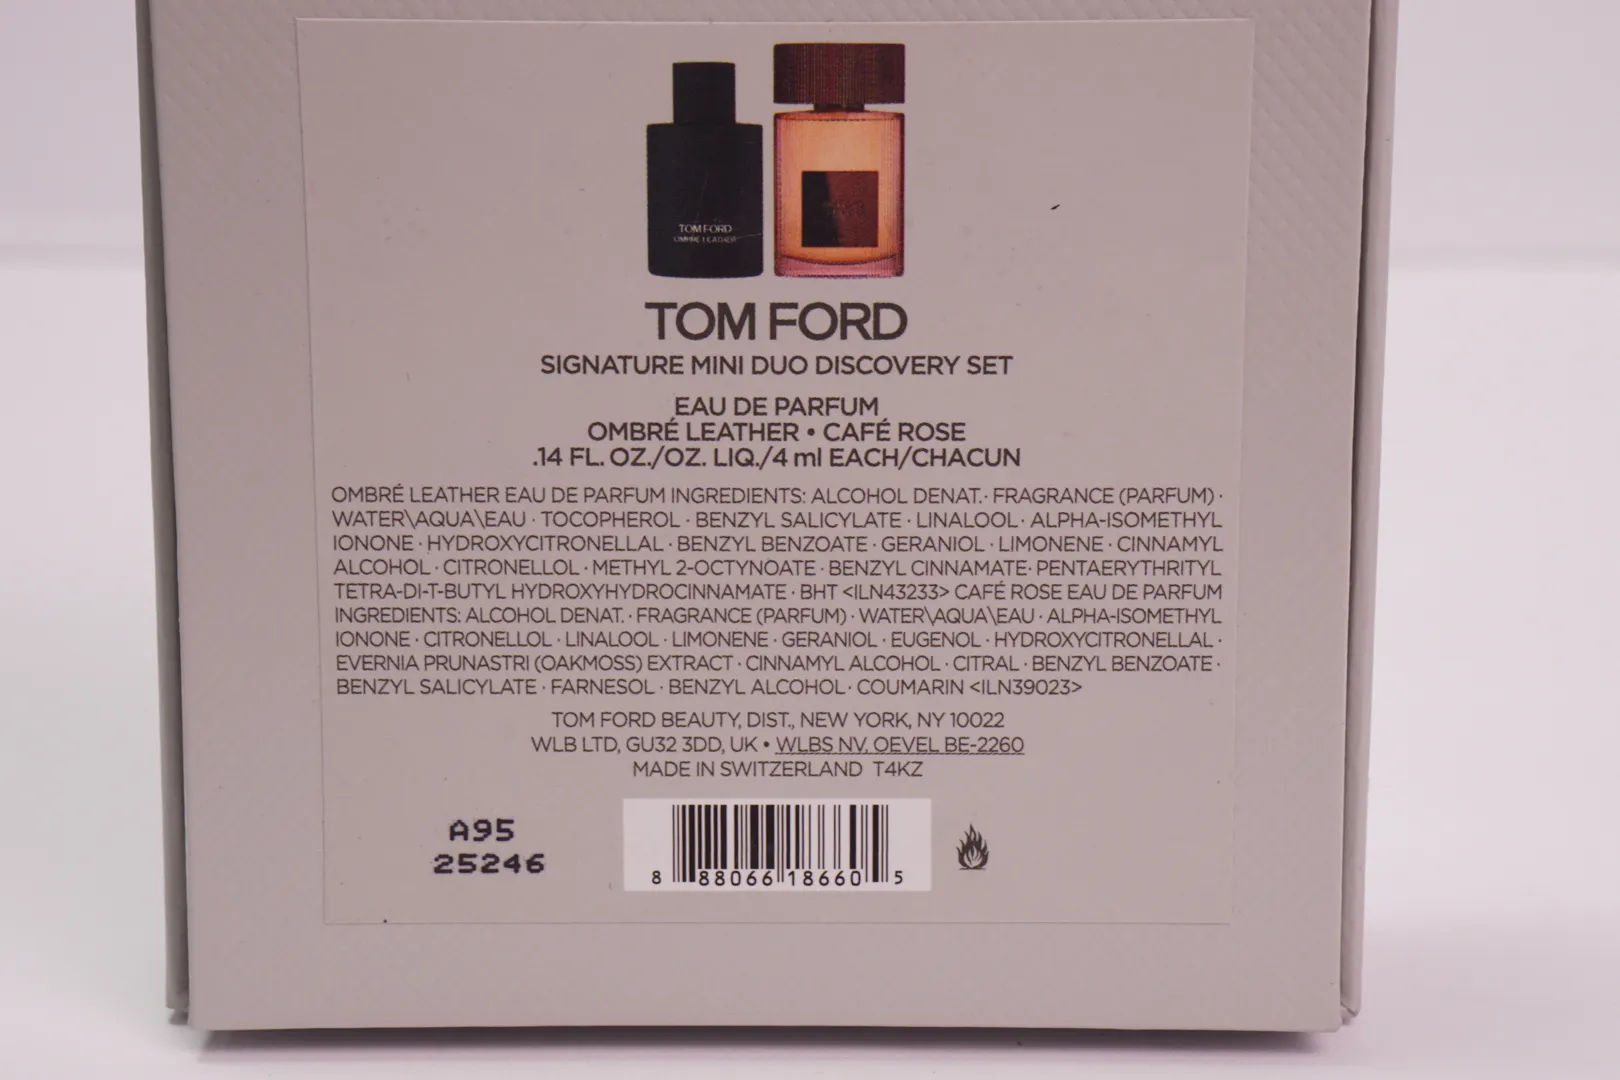 TOM FORD
OMBRÉ LEATHER
TOM FORD
SIGNATURE MINI DUO DISCOVERY SET
EAU DE PARFUM
OMBRÉ LEATHER • CAFÉ ROSE
.14 FL. OZ./OZ. LIQ./4 ml EACH/CHACUN
OMBRÉ LEATHER EAU DE PARFUM INGREDIENTS: ALCOHOL DENAT. · FRAGRANCE (PARFUM) ·
WATER\AQUA\EAU · TOCOPHEROL · BENZYL SALICYLATE · LINALOOL · ALPHA-ISOMETHYL
IONONE · HYDROXYCITRONELLAL · BENZYL BENZOATE · GERANIOL · LIMONENE · CINNAMYL
ALCOHOL · CITRONELLOL · METHYL 2-OCTYNOATE · BENZYL CINNAMATE · PENTAERYTHRITYL
TETRA-DI-T-BUTYL HYDROXYHYDROCINNAMATE · BHT <ILN43233> CAFÉ ROSE EAU DE PARFUM
INGREDIENTS: ALCOHOL DENAT. · FRAGRANCE (PARFUM) · WATER\AQUA\EAU · ALPHA-ISOMETHYL
IONONE · CITRONELLOL · LINALOOL · LIMONENE · GERANIOL · EUGENOL · HYDROXYCITRONELLAL ·
EVERNIA PRUNASTRI (OAKMOSS) EXTRACT · CINNAMYL ALCOHOL · CITRAL · BENZYL BENZOATE ·
BENZYL SALICYLATE · FARNESOL · BENZYL ALCOHOL · COUMARIN <ILN39023>
TOM FORD BEAUTY, DIST., NEW YORK, NY 10022
WLB LTD, GU32 3DD, UK • WLBS NV, OEVEL BE-2260
MADE IN SWITZERLAND T4KZ
A95
25246
8 88066 18660 5